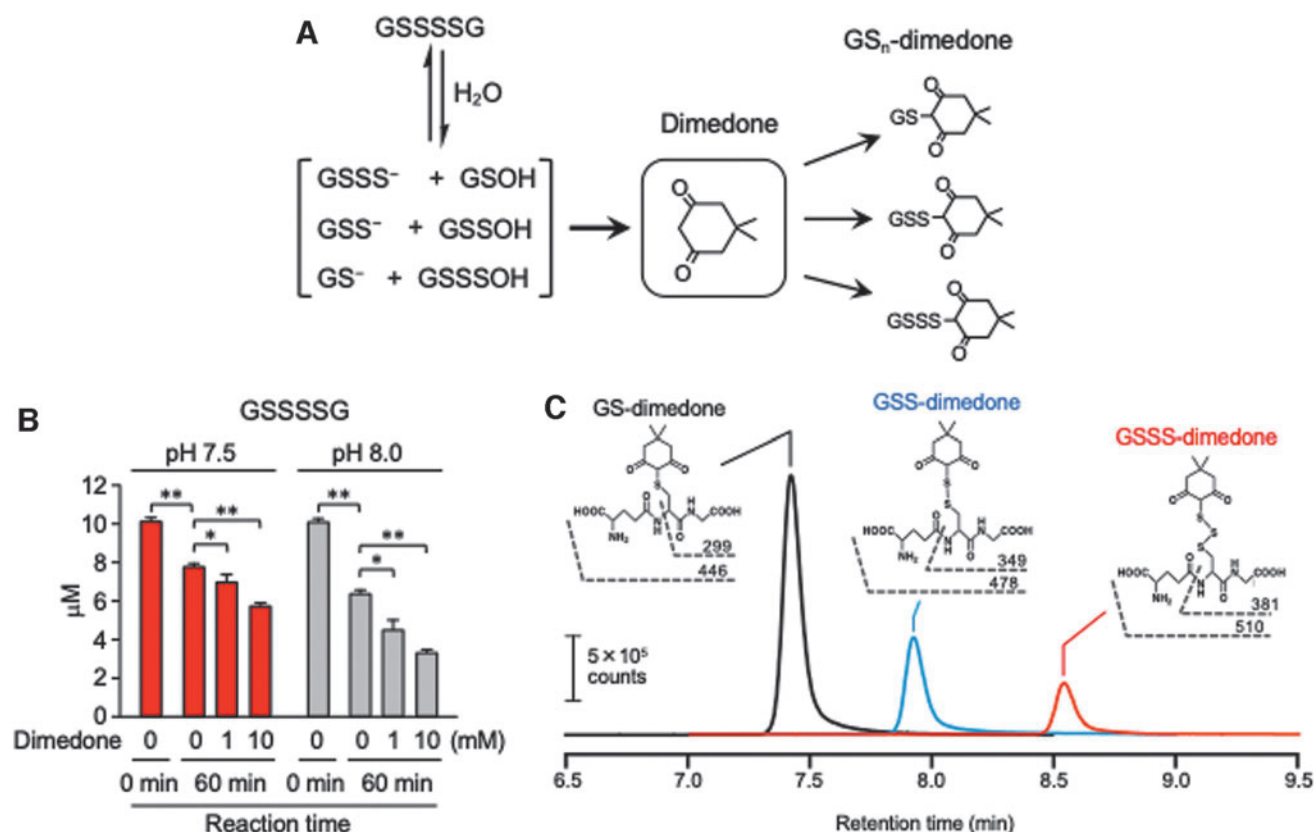 A
GSSSSG
H₂O
GSSS⁻ + GSOH
GSS⁻ + GSSOH
GS⁻ + GSSSOH
Dimedone
O
O
GSₙ-dimedone
GS
O
O
GSS
O
O
GSSS
O
O
B
GSSSSG
pH 7.5
pH 8.0
μM
12
10
8
6
4
2
0
**
**
*
**
**
*
Dimedone 0 0 1 10 0 0 1 10 (mM)
0 min 60 min 0 min 60 min
Reaction time
C
GS-dimedone
O O
S
HOOC
NH₂
O
N
H
O
H
N
COOH
299
446
GSS-dimedone
O O
S
S
HOOC
NH₂
O
N
H
O
H
N
COOH
349
478
GSSS-dimedone
O O
S
S
S
HOOC
NH₂
O
N
H
O
H
N
COOH
381
510
5 × 10⁵
counts
6.5 7.0 7.5 8.0 8.5 9.0 9.5
Retention time (min)